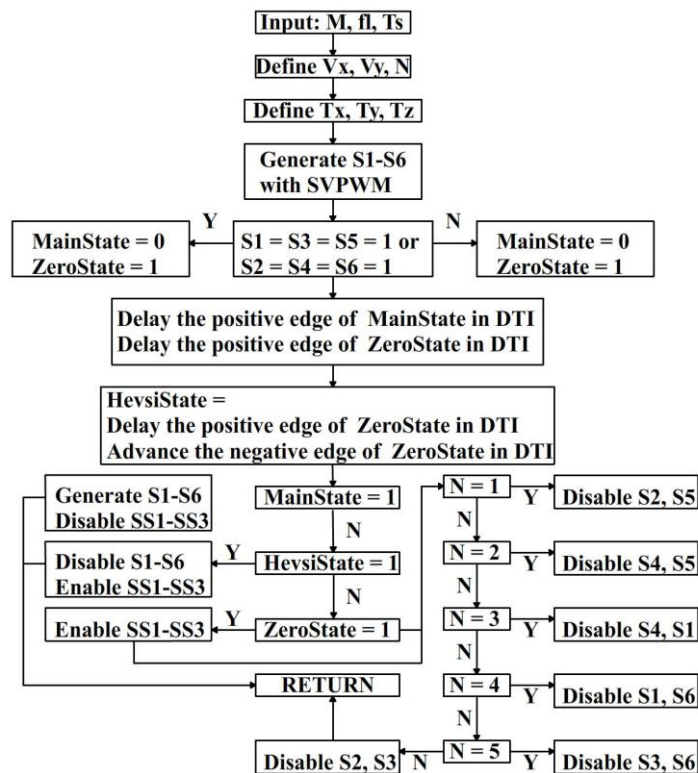 Input: M, fl, Ts
Define Vx, Vy, N
Define Tx, Ty, Tz
Generate S1-S6
with SVPWM
Y
N
MainState = 0
ZeroState = 1
S1 = S3 = S5 = 1 or
S2 = S4 = S6 = 1
MainState = 0
ZeroState = 1
Delay the positive edge of MainState in DTI
Delay the positive edge of ZeroState in DTI
HevsiState =
Delay the positive edge of ZeroState in DTI
Advance the negative edge of ZeroState in DTI
Generate S1-S6
Disable SS1-SS3
MainState = 1
N
Disable S1-S6
Enable SS1-SS3
Y
HevsiState = 1
N
Enable SS1-SS3
Y
ZeroState = 1
RETURN
N = 1
Y
Disable S2, S5
N
N = 2
Y
Disable S4, S5
N
N = 3
Y
Disable S4, S1
N
N = 4
Y
Disable S1, S6
N
N = 5
Y
Disable S3, S6
N
Disable S2, S3